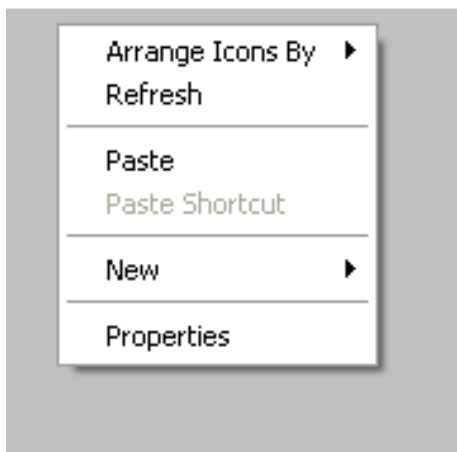 Arrange Icons By
Refresh
Paste
Paste Shortcut
New
Properties